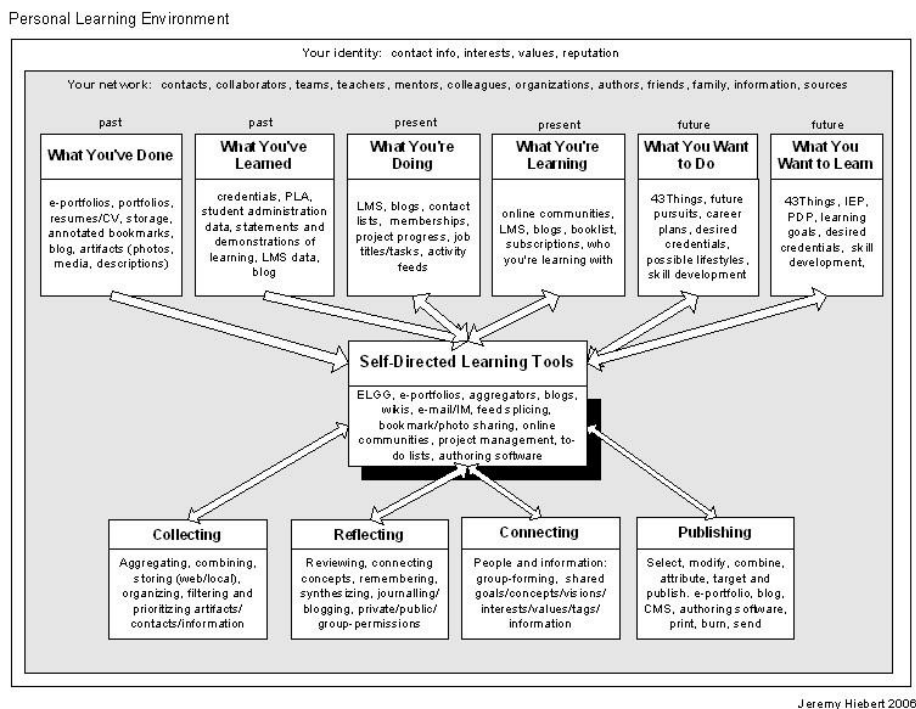 Personal Learning Environment
Your identity: contact info, interests, values, reputation
Your network: contacts, collaborators, teams, teachers, mentors, colleagues, organizations, authors, friends, family, information, sources
past
What You've Done
e-portfolios, portfolios,
resumes/CV, storage,
annotated bookmarks,
blog, artifacts (photos,
media, descriptions)
past
What You've
Learned
credentials, PLA,
student administration
data, statements and
demonstrations of
learning, LMS data,
blog
present
What You're
Doing
LMS, blogs, contact
lists, memberships,
project progress, job
titles/tasks, activity
feeds
present
What You're
Learning
online communities,
LMS, blogs, booklist,
subscriptions, who
you're learning with
future
What You Want
to Do
43Things, future
pursuits, career
plans, desired
credentials,
possible lifestyles,
skill development
future
What You
Want to Learn
43Things, IEP,
PDP, learning
goals, desired
credentials, skill
development,
Self-Directed Learning Tools
ELGG, e-portfolios, aggregators, blogs,
wikis, e-mail/IM, feed splicing,
bookmark/photo sharing, online
communities, project management, to-
do lists, authoring software
Collecting
Aggregating, combining,
storing (web/local),
organizing, filtering and
prioritizing artifacts/
contacts/information
Reflecting
Reviewing, connecting
concepts, remembering,
synthesizing, journalling/
blogging, private/public/
group-permissions
Connecting
People and information:
group-forming, shared
goals/concepts/visions/
interests/values/tags/
information
Publishing
Select, modify, combine,
attribute, target and
publish. e-portfolio, blog,
CMS, authoring software,
print, burn, send
Jeremy Hiebert 2006